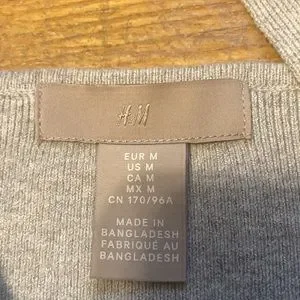 H&M
EUR M
US M
CA M
MX M
CN 170/96A
MADE IN
BANGLADESH
FABRIQUÉ AU
BANGLADESH